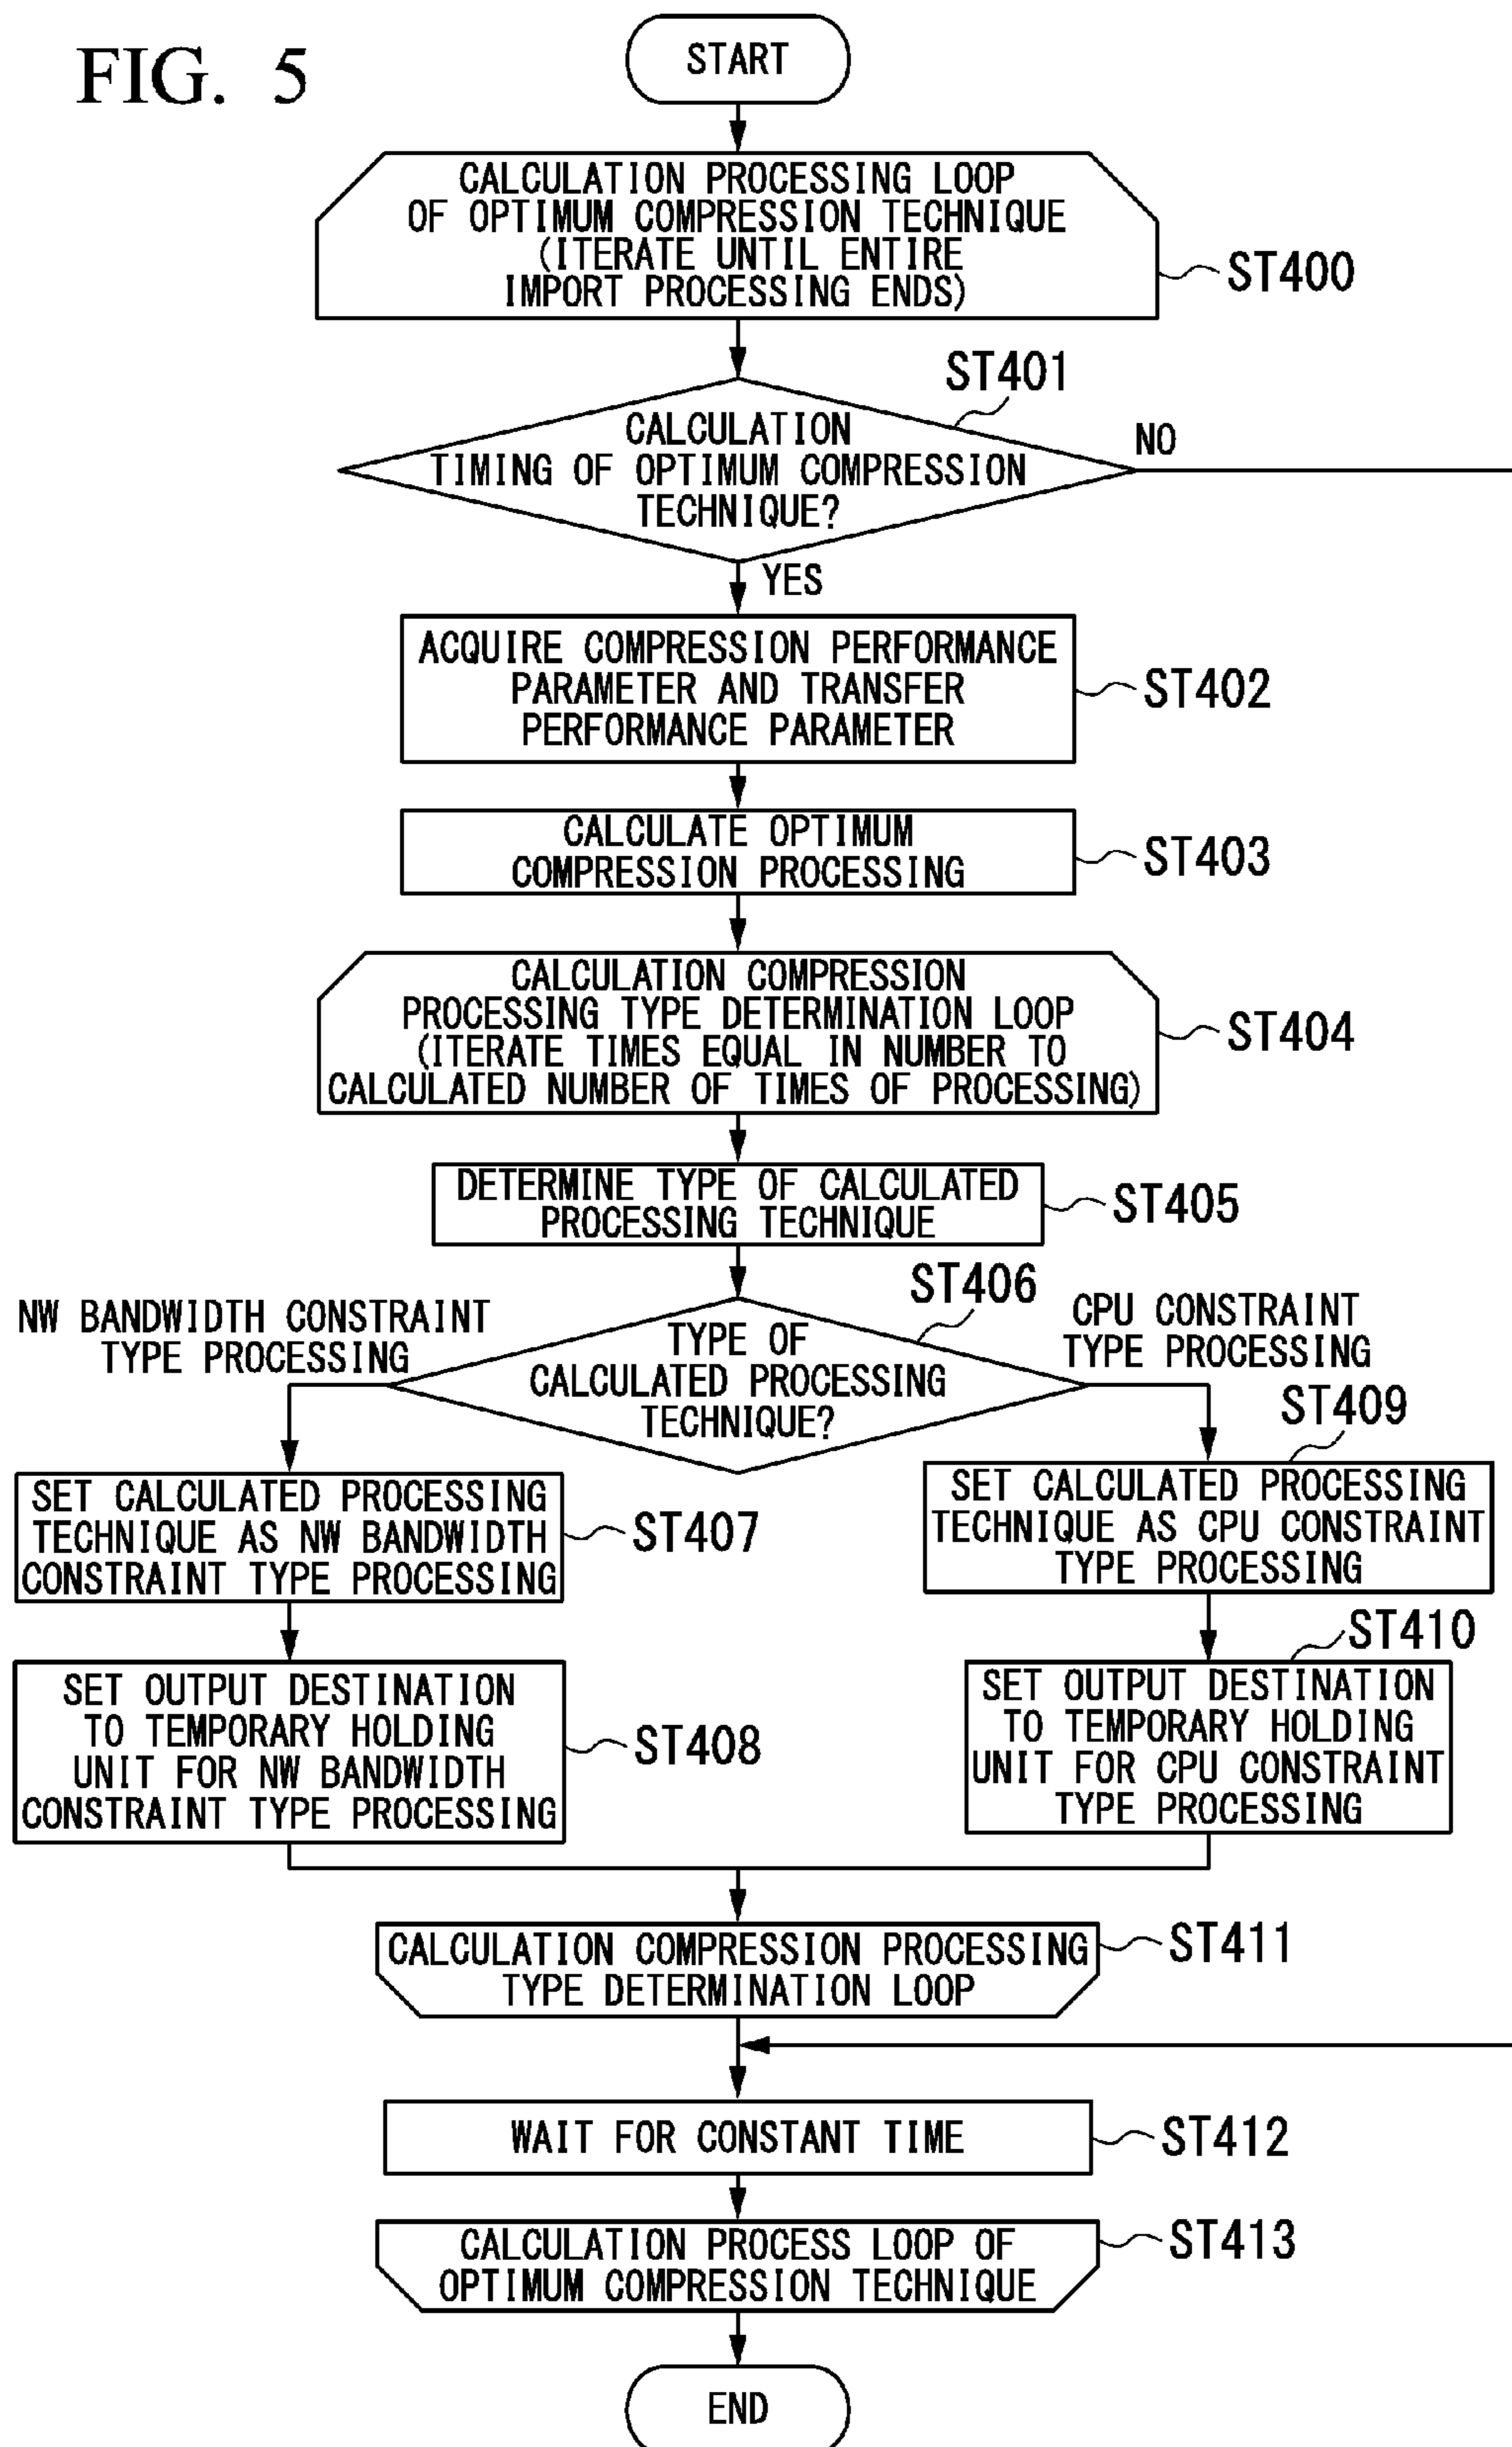 FIG. 5
START
CALCULATION PROCESSING LOOP
OF OPTIMUM COMPRESSION TECHNIQUE
(ITERATE UNTIL ENTIRE
IMPORT PROCESSING ENDS)
ST400
ST401
CALCULATION
TIMING OF OPTIMUM COMPRESSION
TECHNIQUE?
NO
YES
ACQUIRE COMPRESSION PERFORMANCE
PARAMETER AND TRANSFER
PERFORMANCE PARAMETER
ST402
CALCULATE OPTIMUM
COMPRESSION PROCESSING
ST403
CALCULATION COMPRESSION
PROCESSING TYPE DETERMINATION LOOP
(ITERATE TIMES EQUAL IN NUMBER TO
CALCULATED NUMBER OF TIMES OF PROCESSING)
ST404
DETERMINE TYPE OF CALCULATED
PROCESSING TECHNIQUE
ST405
ST406
TYPE OF
CALCULATED PROCESSING
TECHNIQUE?
NW BANDWIDTH CONSTRAINT
TYPE PROCESSING
CPU CONSTRAINT
TYPE PROCESSING
SET CALCULATED PROCESSING
TECHNIQUE AS NW BANDWIDTH
CONSTRAINT TYPE PROCESSING
ST407
ST409
SET CALCULATED PROCESSING
TECHNIQUE AS CPU CONSTRAINT
TYPE PROCESSING
SET OUTPUT DESTINATION
TO TEMPORARY HOLDING
UNIT FOR NW BANDWIDTH
CONSTRAINT TYPE PROCESSING
ST408
ST410
SET OUTPUT DESTINATION
TO TEMPORARY HOLDING
UNIT FOR CPU CONSTRAINT
TYPE PROCESSING
CALCULATION COMPRESSION PROCESSING
TYPE DETERMINATION LOOP
ST411
WAIT FOR CONSTANT TIME
ST412
CALCULATION PROCESS LOOP OF
OPTIMUM COMPRESSION TECHNIQUE
ST413
END